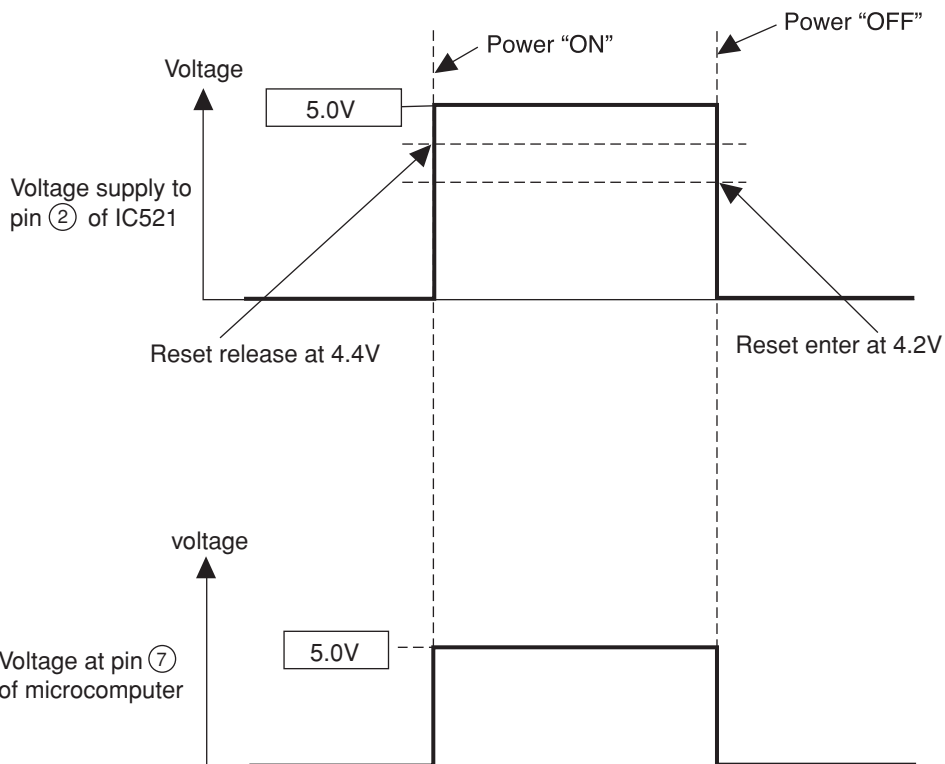 Power “ON”
Power “OFF”
Voltage
5.0V
Voltage supply to
pin ② of IC521
Reset release at 4.4V
Reset enter at 4.2V
voltage
5.0V
Voltage at pin ⑦
of microcomputer